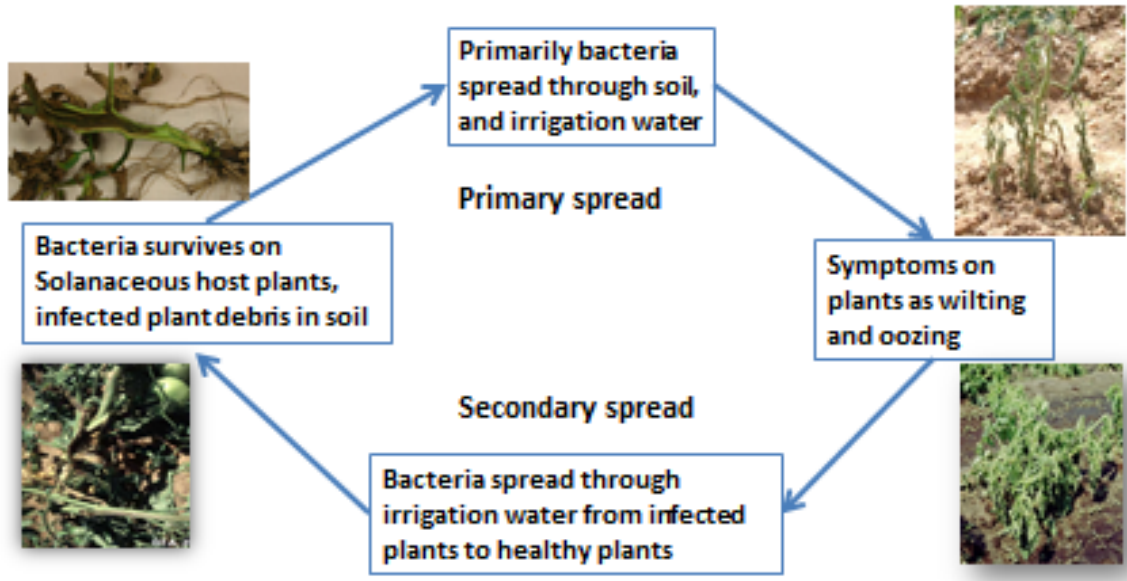 Primarily bacteria
spread through soil,
and irrigation water
Primary spread
Bacteria survives on
Solanaceous host plants,
infected plant debris in soil
Symptoms on
plants as wilting
and oozing
Secondary spread
Bacteria spread through
irrigation water from infected
plants to healthy plants